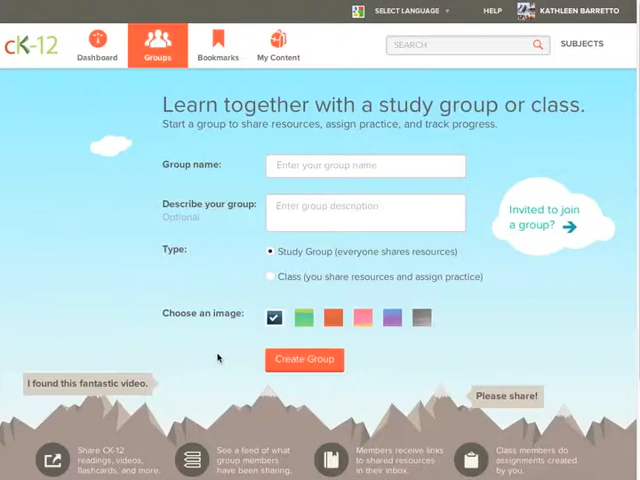 SELECT LANGUAGE
HELP
KATHLEEN BARRETTO
cK-12
Dashboard
Groups
Bookmarks
My Content
SEARCH
SUBJECTS
Learn together with a study group or class.
Start a group to share resources, assign practice, and track progress.
Group name:
Enter your group name
Describe your group:
Optional
Enter group description
Invited to join
a group?
Type:
Study Group (everyone shares resources)
Class (you share resources and assign practice)
Choose an image:
Create Group
I found this fantastic video.
Please share!
Share CK-12
readings, videos,
flashcards, and more.
See a feed of what
group members
have been sharing.
Members receive links
to shared resources
in their inbox.
Class members do
assignments created
by you.